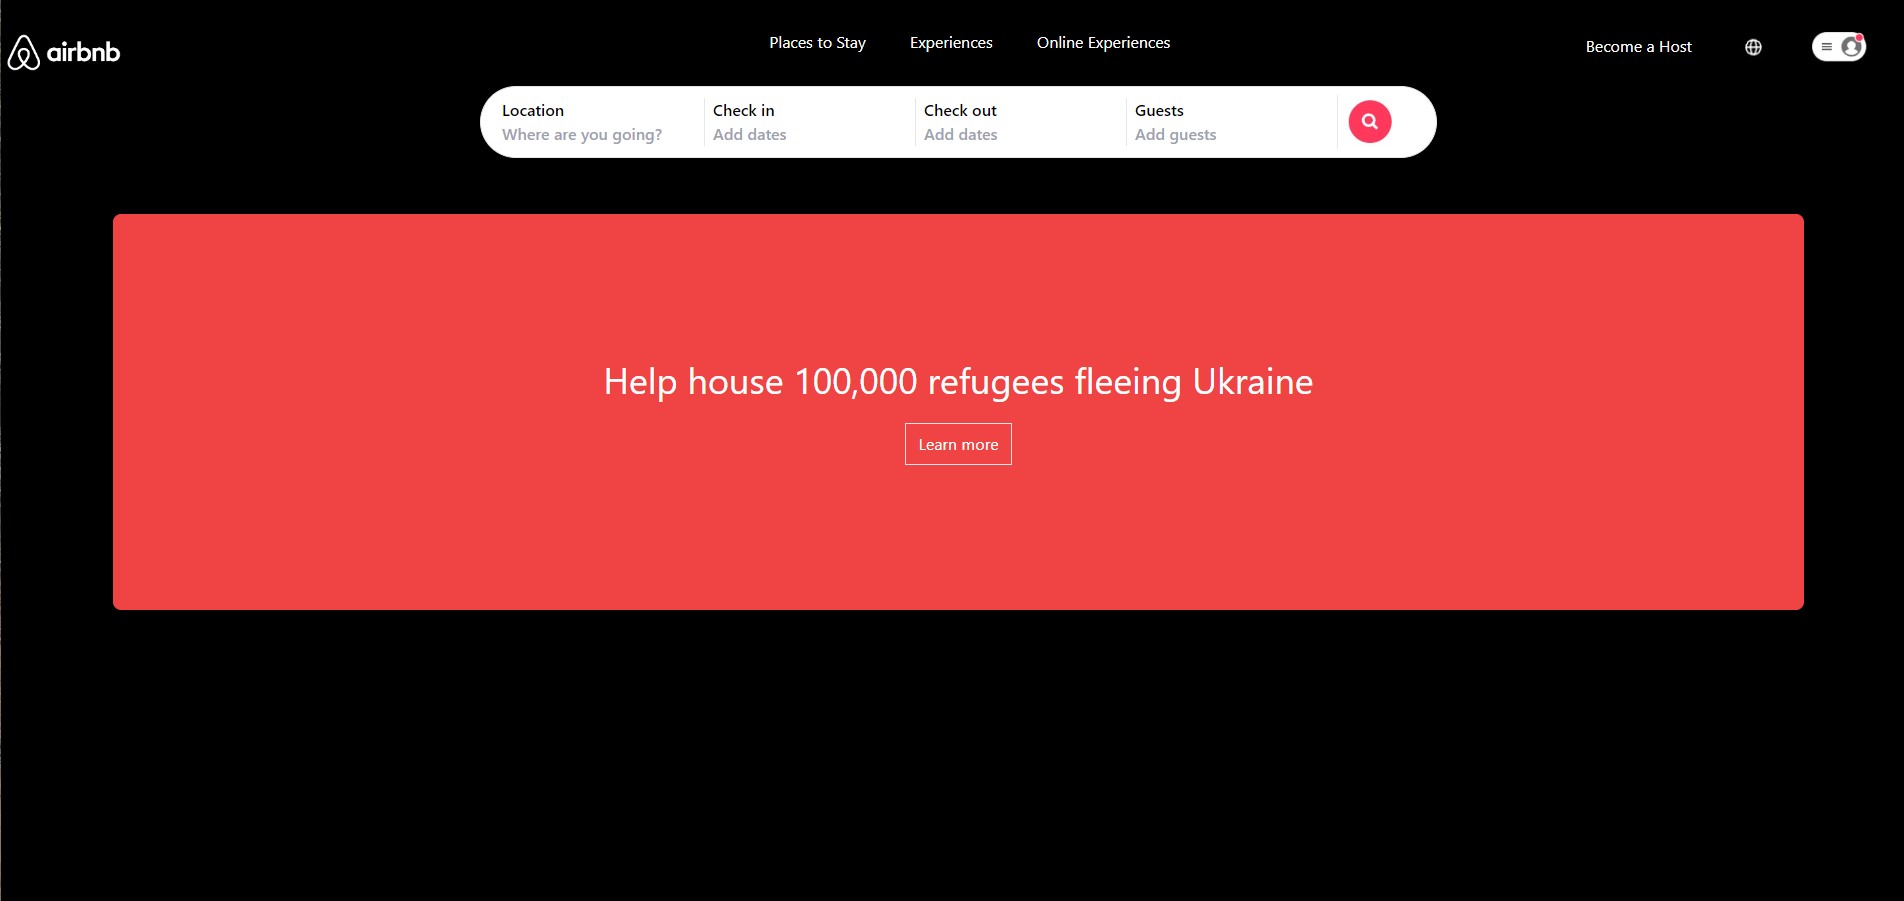 airbnb
Places to Stay
Experiences
Online Experiences
Become a Host
Location
Where are you going?
Check in
Add dates
Check out
Add dates
Guests
Add guests
Help house 100,000 refugees fleeing Ukraine
Learn more